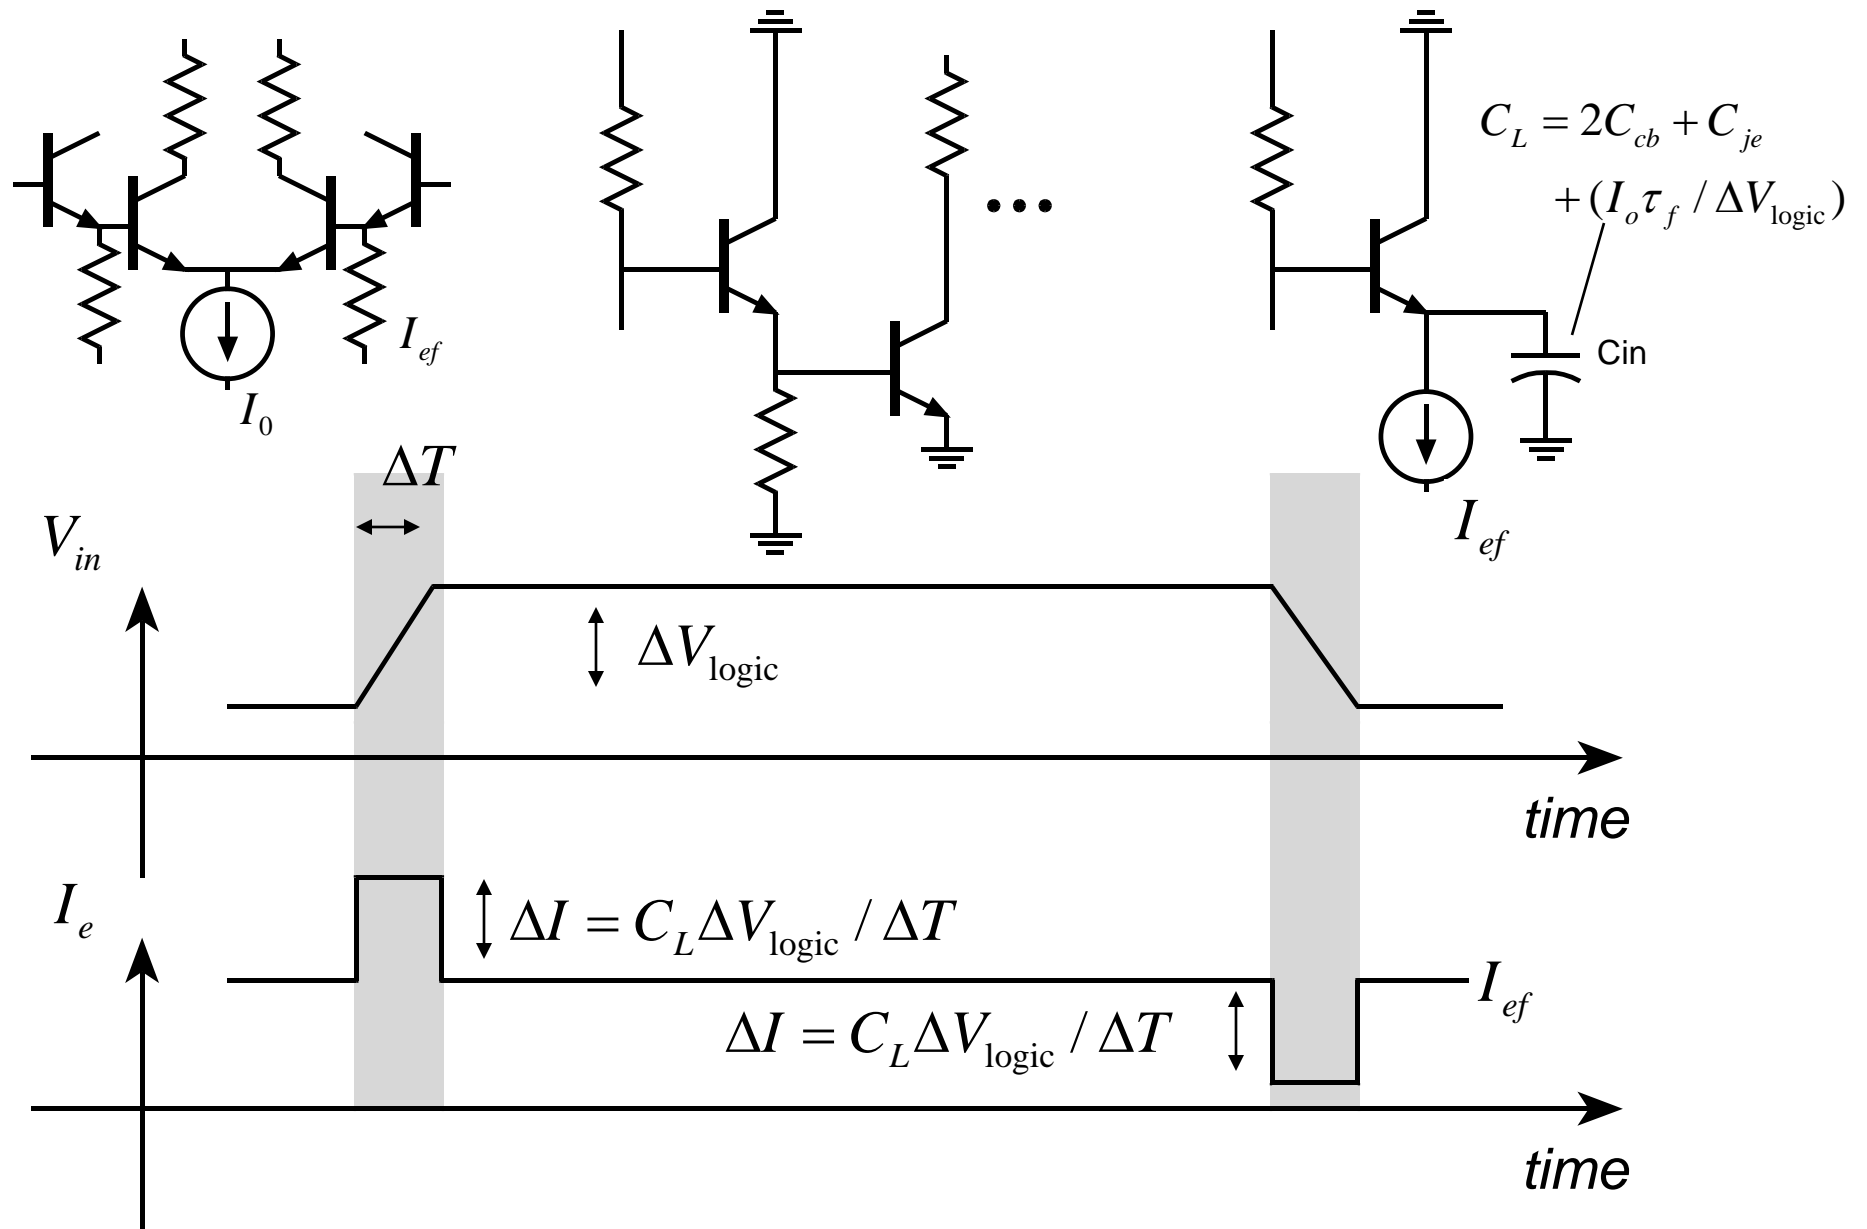 C_L = 2C_cb + C_je
+ (I_o τ_f / ΔV_logic)
I_ef
Cin
I_0
ΔT
I_ef
V_in
ΔV_logic
time
I_e
ΔI = C_L ΔV_logic / ΔT
I_ef
ΔI = C_L ΔV_logic / ΔT
time